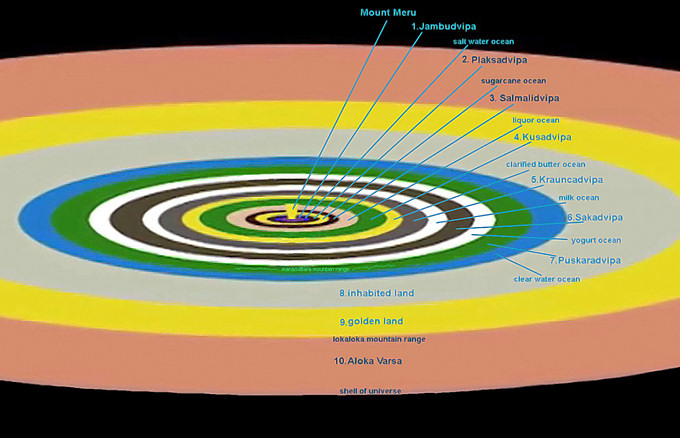 Mount Meru
1.Jambudvipa
salt water ocean
2. Plaksadvipa
sugarcane ocean
3. Salmalidvipa
liquor ocean
4.Kusadvipa
clarified butter ocean
5.Krauncadvipa
milk ocean
6.Sakadvipa
yogurt ocean
7.Puskaradvipa
clear water ocean
mountain range
8.inhabited land
9.golden land
lokaloka mountain range
10.Aloka Varsa
shell of universe